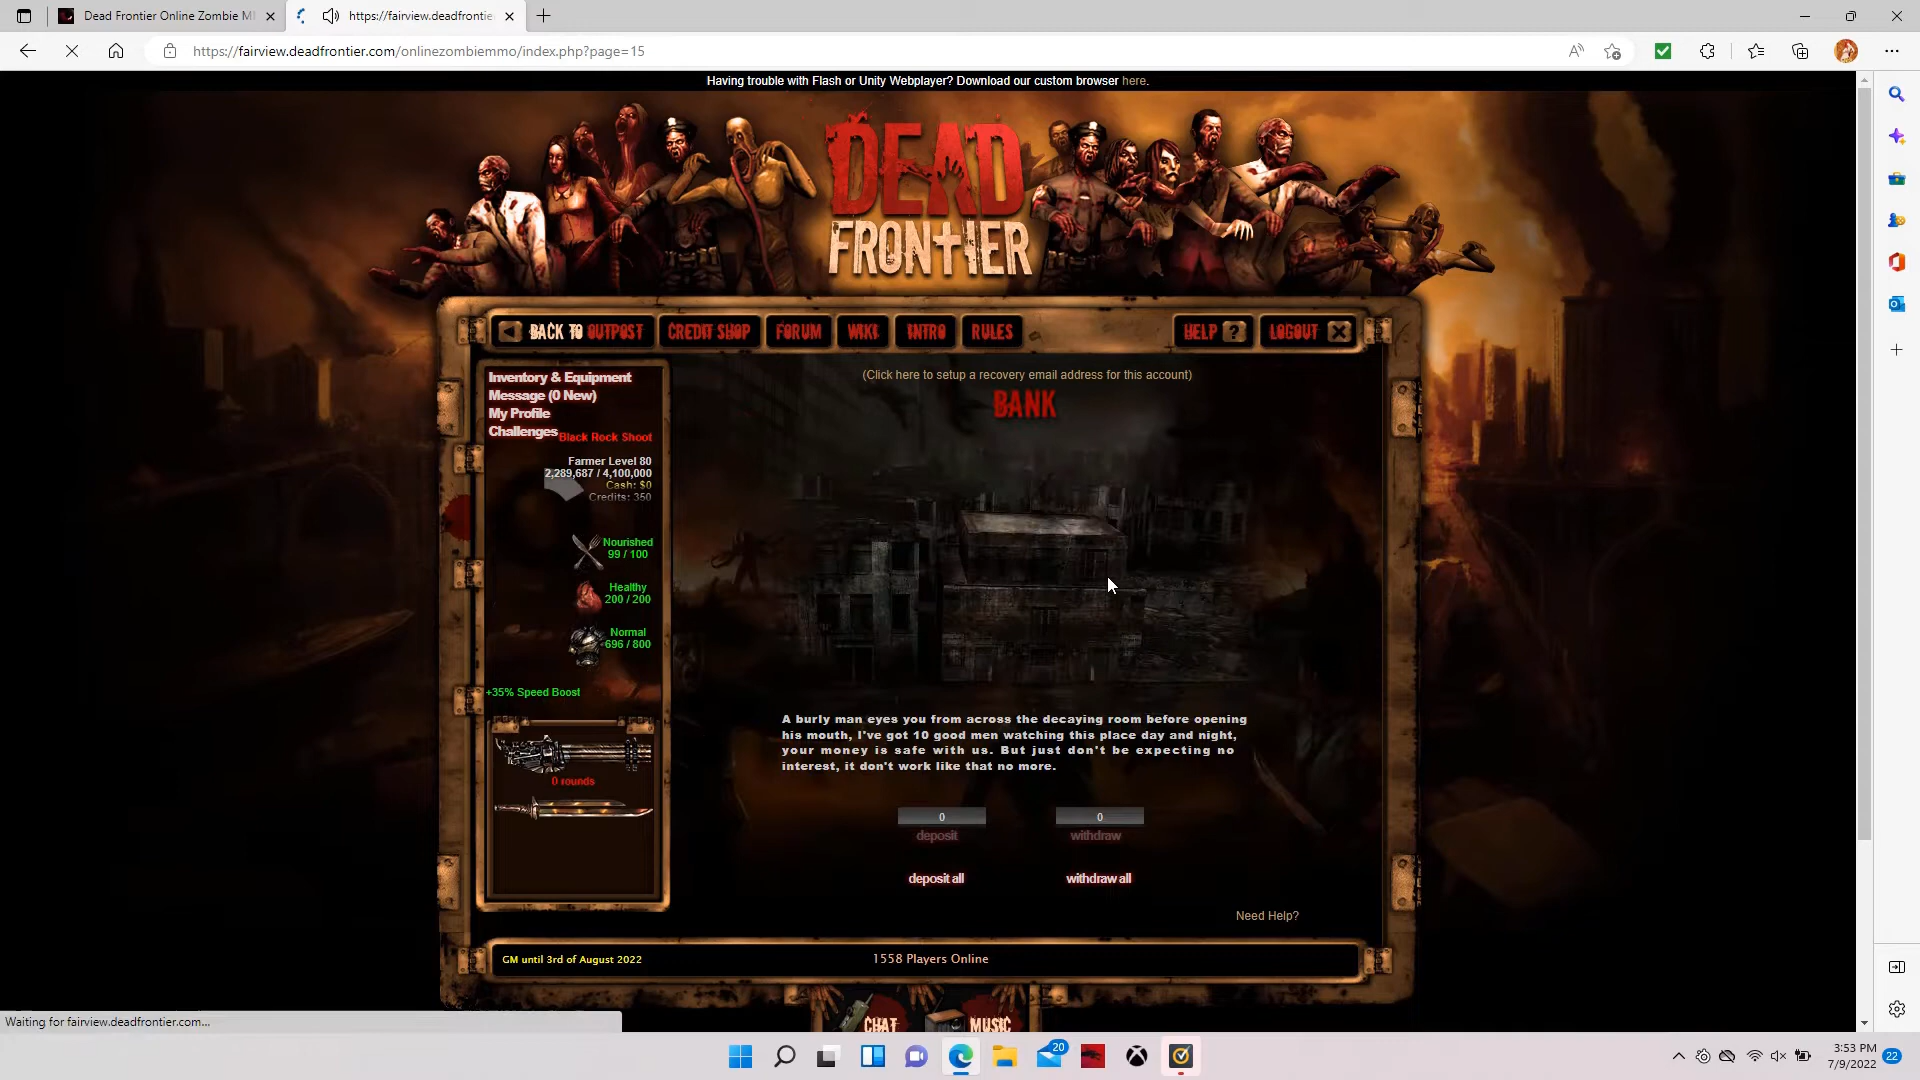 Dead Frontier Online Zombie M
https://fairview.deadfrontie
https://fairview.deadfrontier.com/onlinezombiemmo/index.php?page=15
Having trouble with Flash or Unity Webplayer? Download our custom browser here.
DEAD
FRONTIER
BACK TO OUTPOST
CREDIT SHOP
FORUM
WIKI
INTRO
RULES
HELP ?
LOGOUT X
Inventory & Equipment
Message (0 New)
My Profile
Challenges
Black Rock Shoot
Farmer Level 80
2,289,687 / 4,100,000
Cash: $0
Credits: 350
Nourished
99 / 100
Healthy
200 / 200
Normal
696 / 800
+35% Speed Boost
0 rounds
(Click here to setup a recovery email address for this account)
BANK
A burly man eyes you from across the decaying room before opening
his mouth, I've got 10 good men watching this place day and night,
your money is safe with us. But just don't be expecting no
interest, it don't work like that no more.
0
0
deposit
withdraw
deposit all
withdraw all
Need Help?
GM until 3rd of August 2022
1558 Players Online
CHAT
MUSIC
Waiting for fairview.deadfrontier.com...
20
3:53 PM
7/9/2022
22